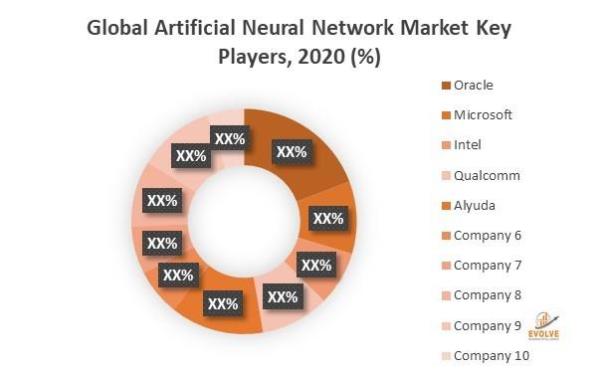 Global Artificial Neural Network Market Key
Players, 2020 (%)
XX%
XX%
XX%
XX%
XX%
XX%
XX%
XX%
XX%
XX%
Oracle
Microsoft
Intel
Qualcomm
Alyuda
Company 6
Company 7
Company 8
Company 9
Company 10
EVOLVE